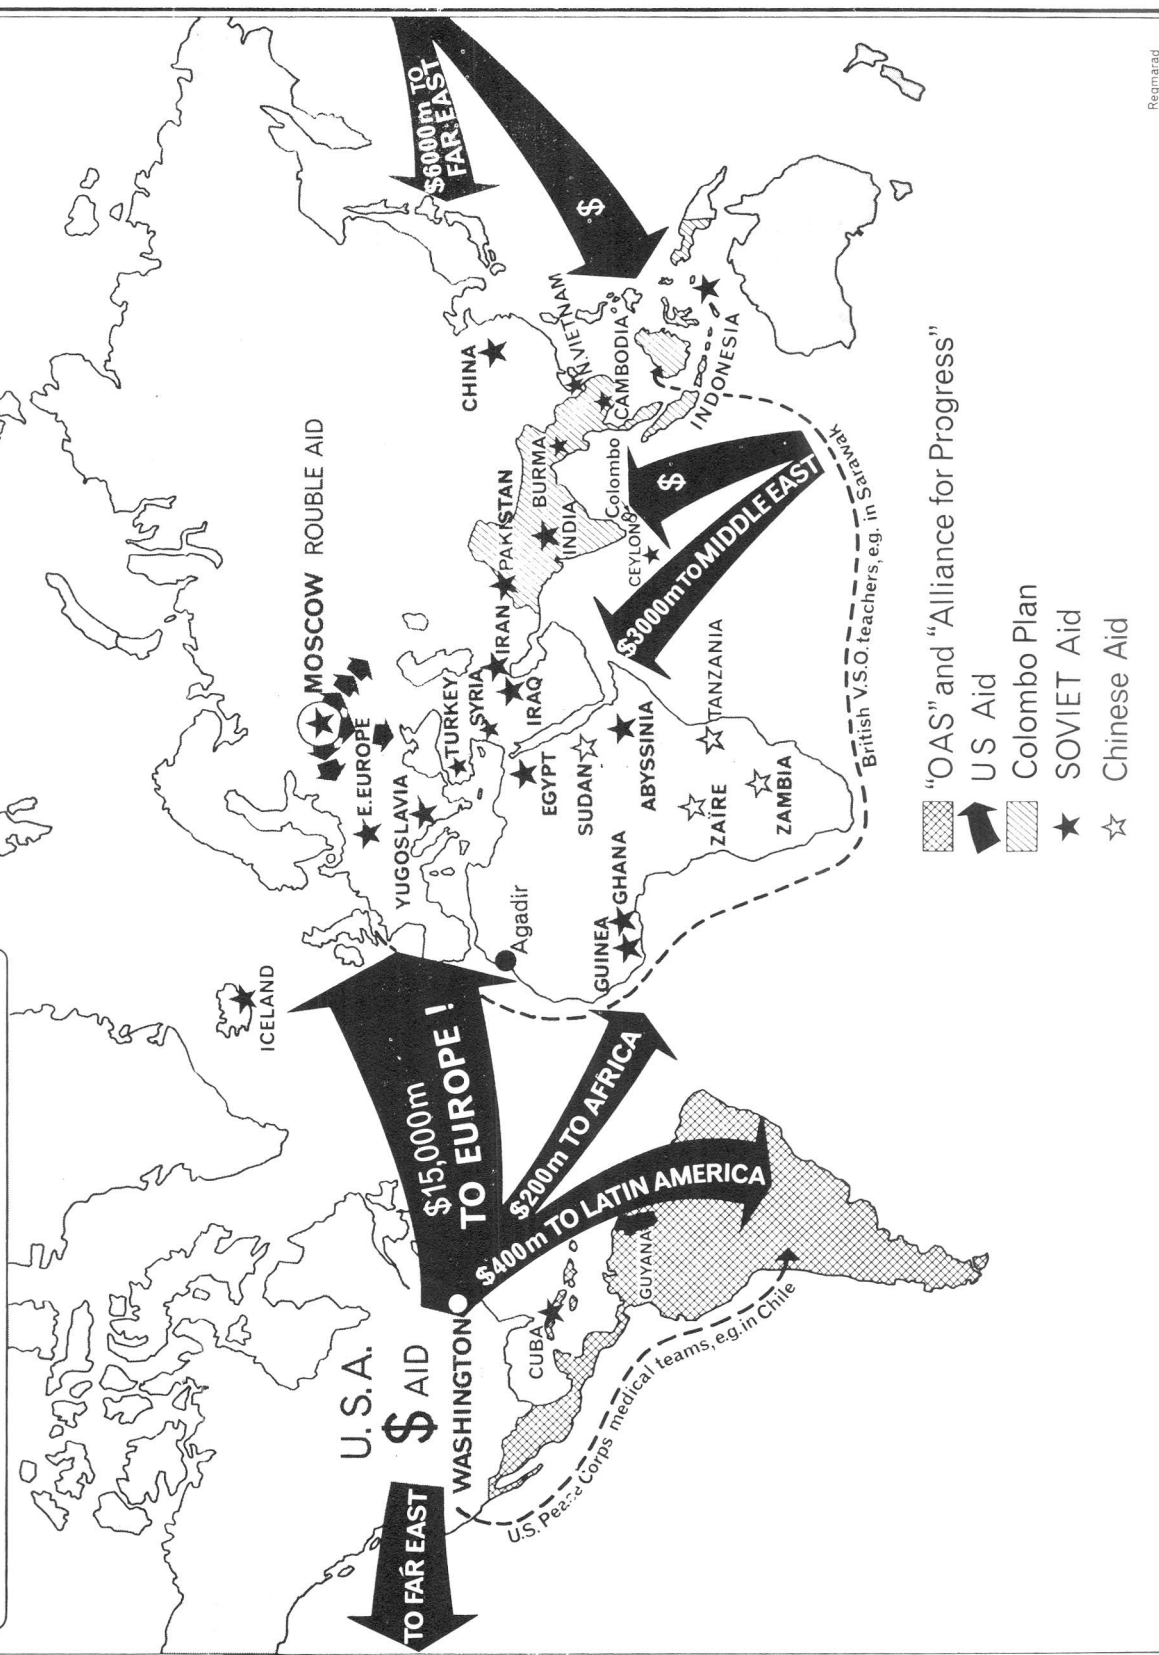 U.S.A.
$ AID
WASHINGTON
TO FAR EAST
$15,000m
TO EUROPE !
$200m TO AFRICA
$400m TO LATIN AMERICA
GUYANA
CUBA
U.S. Peace Corps medical teams, e.g. in Chile
ICELAND
MOSCOW ROUBLE AID
E. EUROPE
YUGOSLAVIA
TURKEY
SYRIA
IRAN
IRAQ
EGYPT
SUDAN
ABYSSINIA
Agadir
GUINEA
GHANA
ZAÏRE
TANZANIA
ZAMBIA
PAKISTAN
INDIA
BURMA
Colombo
CEYLON
CHINA
N. VIETNAM
CAMBODIA
INDONESIA
$6000m TO
FAR EAST
$
$
$3000m TO MIDDLE EAST
British V.S.O. teachers, e.g. in Sarawak
"OAS" and "Alliance for Progress"
US Aid
Colombo Plan
SOVIET Aid
Chinese Aid
Regmarad